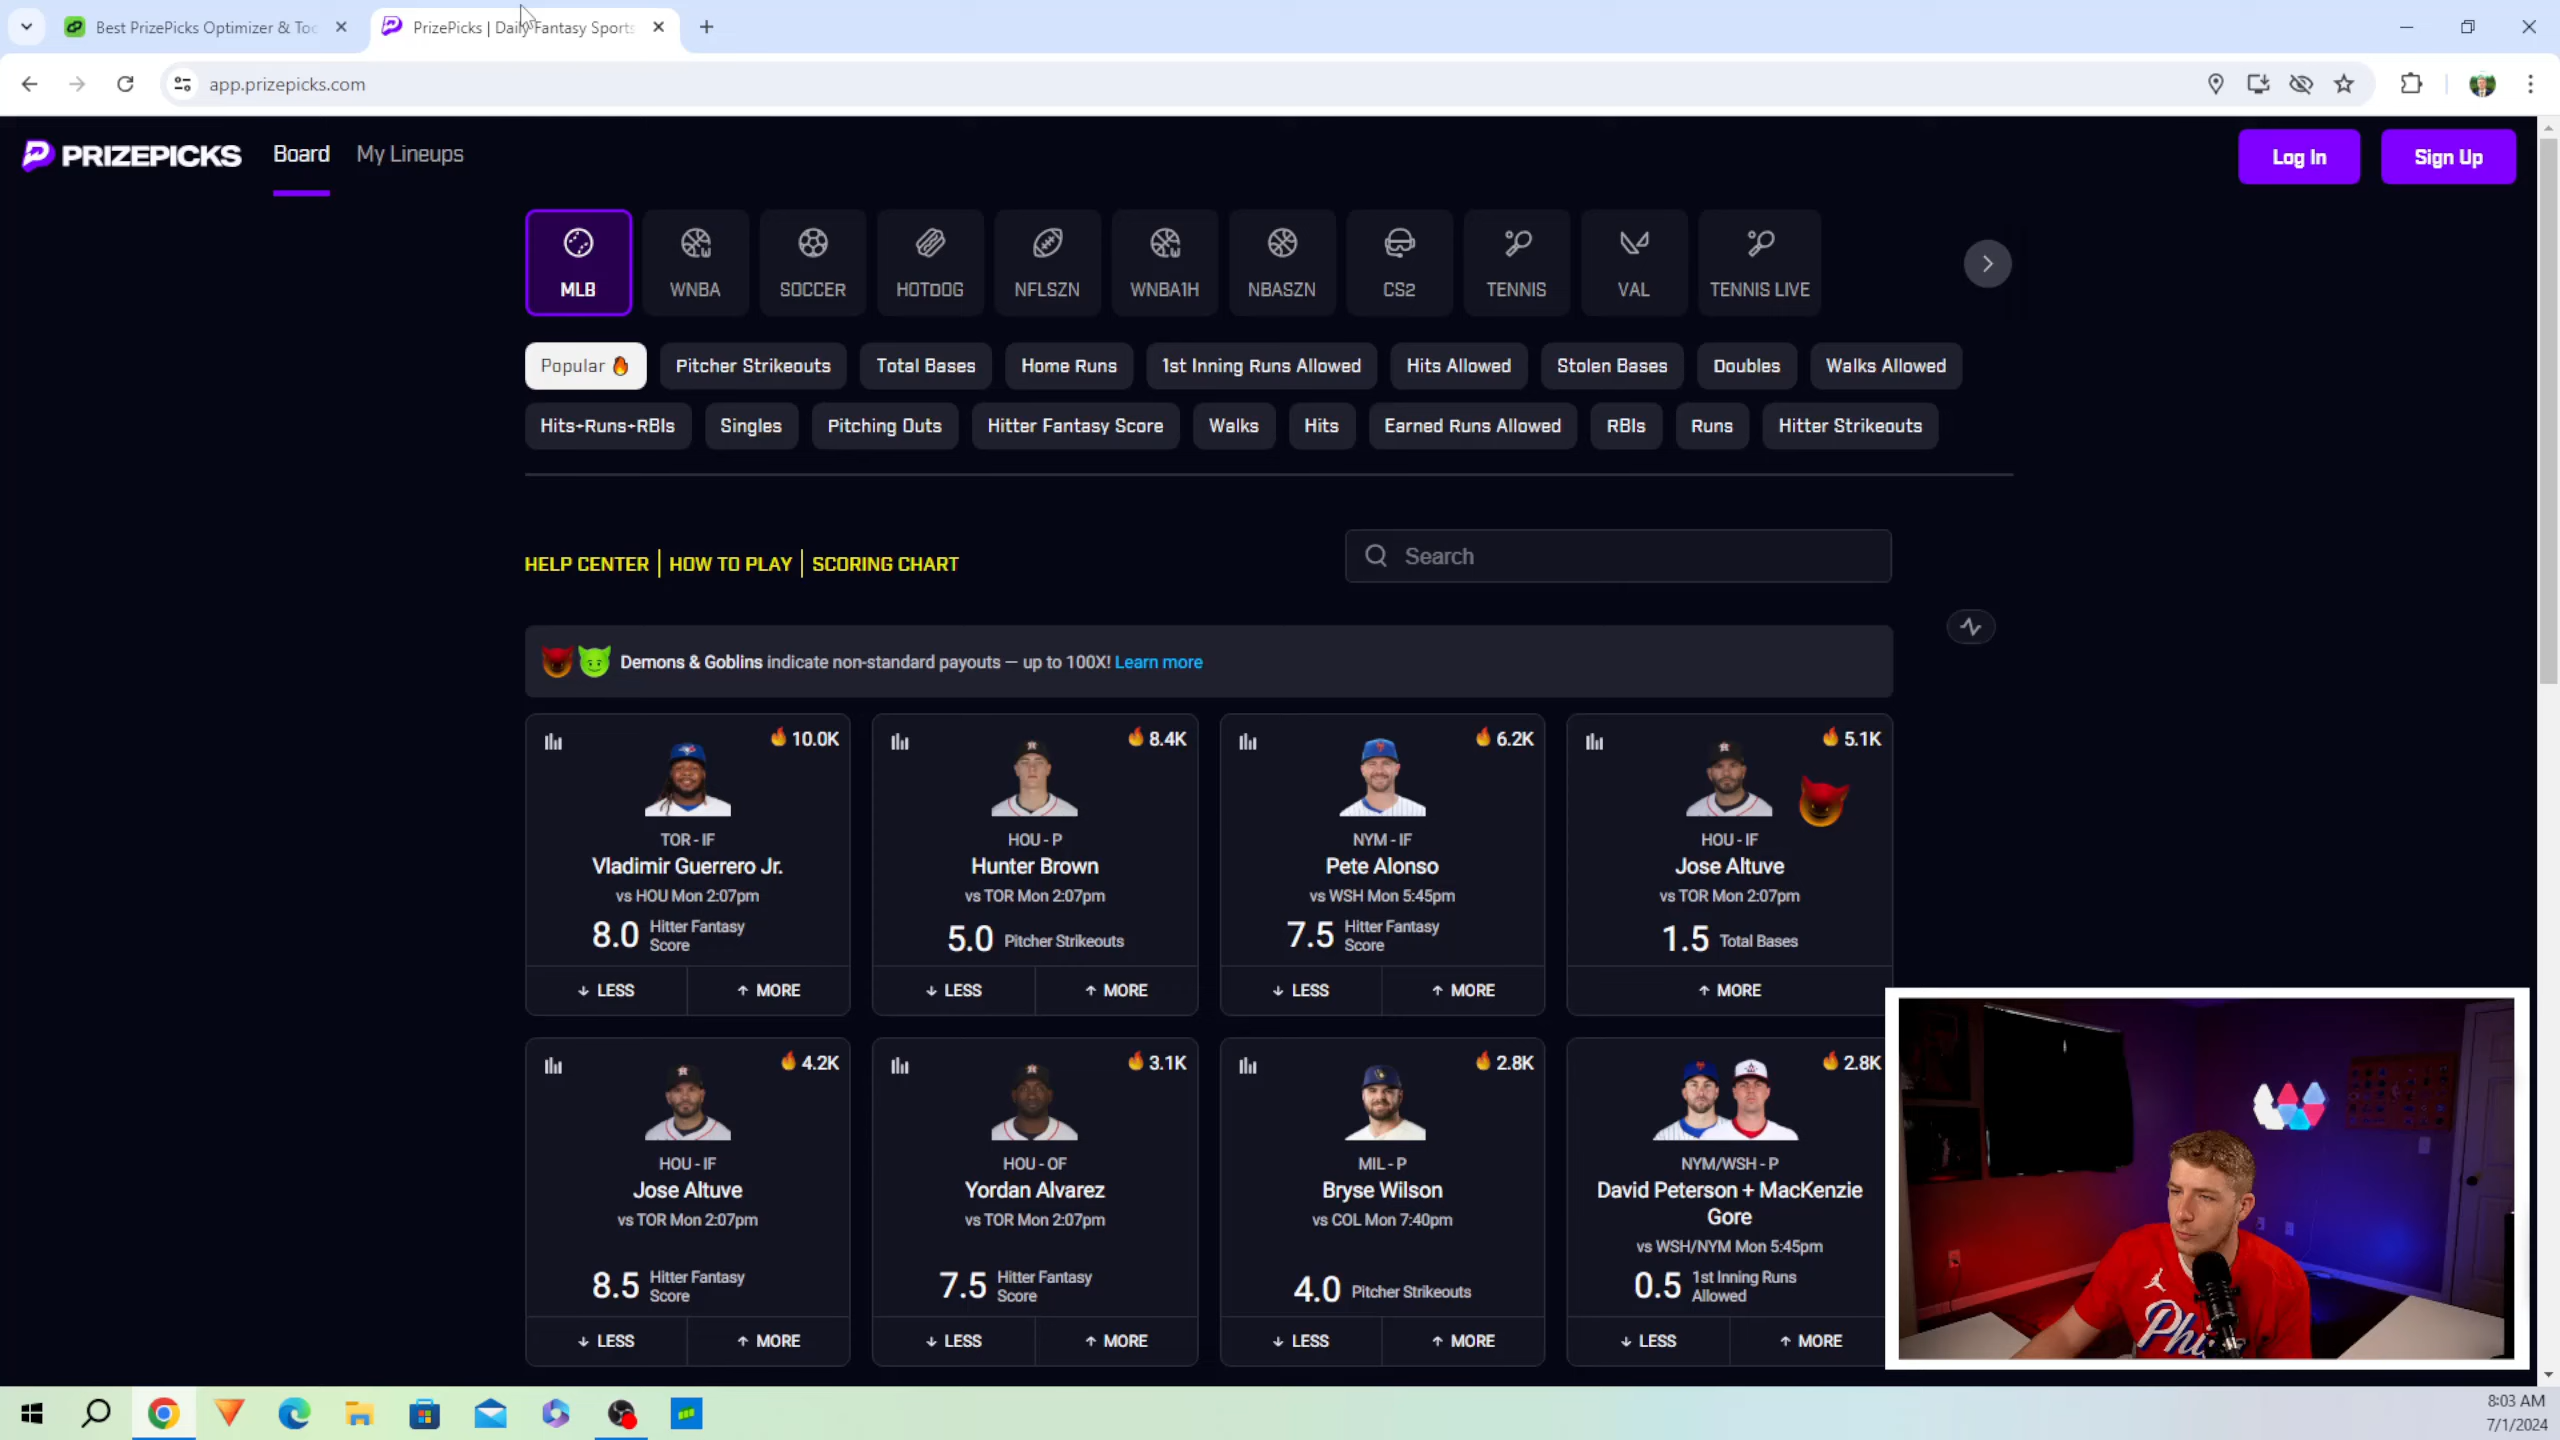 Best PrizePicks Optimizer & Too
PrizePicks | Daily Fantasy Sports
app.prizepicks.com
PRIZEPICKS
Board
My Lineups
Log In
Sign Up
MLB
WNBA
SOCCER
HOTDOG
NFLSZN
WNBA1H
NBASZN
CS2
TENNIS
VAL
TENNIS LIVE
Popular
Pitcher Strikeouts
Total Bases
Home Runs
1st Inning Runs Allowed
Hits Allowed
Stolen Bases
Doubles
Walks Allowed
Hits+Runs+RBIs
Singles
Pitching Outs
Hitter Fantasy Score
Walks
Hits
Earned Runs Allowed
RBIs
Runs
Hitter Strikeouts
HELP CENTER
HOW TO PLAY
SCORING CHART
Search
Demons & Goblins indicate non-standard payouts — up to 100X! Learn more
10.0K
TOR - IF
Vladimir Guerrero Jr.
vs HOU Mon 2:07pm
8.0 Hitter Fantasy
Score
LESS
MORE
8.4K
HOU - P
Hunter Brown
vs TOR Mon 2:07pm
5.0 Pitcher Strikeouts
LESS
MORE
6.2K
NYM - IF
Pete Alonso
vs WSH Mon 5:45pm
7.5 Hitter Fantasy
Score
LESS
MORE
5.1K
HOU - IF
Jose Altuve
vs TOR Mon 2:07pm
1.5 Total Bases
MORE
4.2K
HOU - IF
Jose Altuve
vs TOR Mon 2:07pm
8.5 Hitter Fantasy
Score
LESS
MORE
3.1K
HOU - OF
Yordan Alvarez
vs TOR Mon 2:07pm
7.5 Hitter Fantasy
Score
LESS
MORE
2.8K
MIL - P
Bryse Wilson
vs COL Mon 7:40pm
4.0 Pitcher Strikeouts
LESS
MORE
2.8K
NYM/WSH - P
David Peterson + MacKenzie
Gore
vs WSH/NYM Mon 5:45pm
0.5 1st Inning Runs
Allowed
LESS
MORE
Phi
8:03 AM
7/1/2024